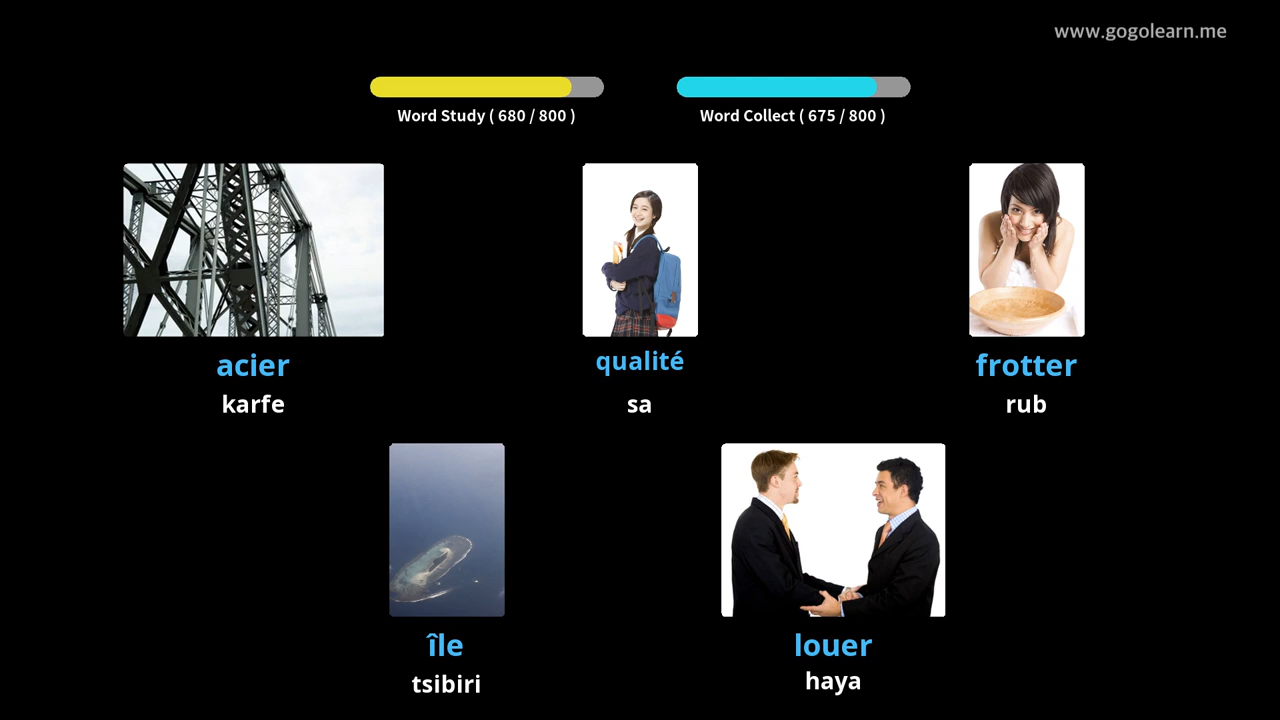 www.gogolearn.me
Word Study ( 680 / 800 )
Word Collect ( 675 / 800 )
acier
karfe
qualité
sa
frotter
rub
île
tsibiri
louer
haya